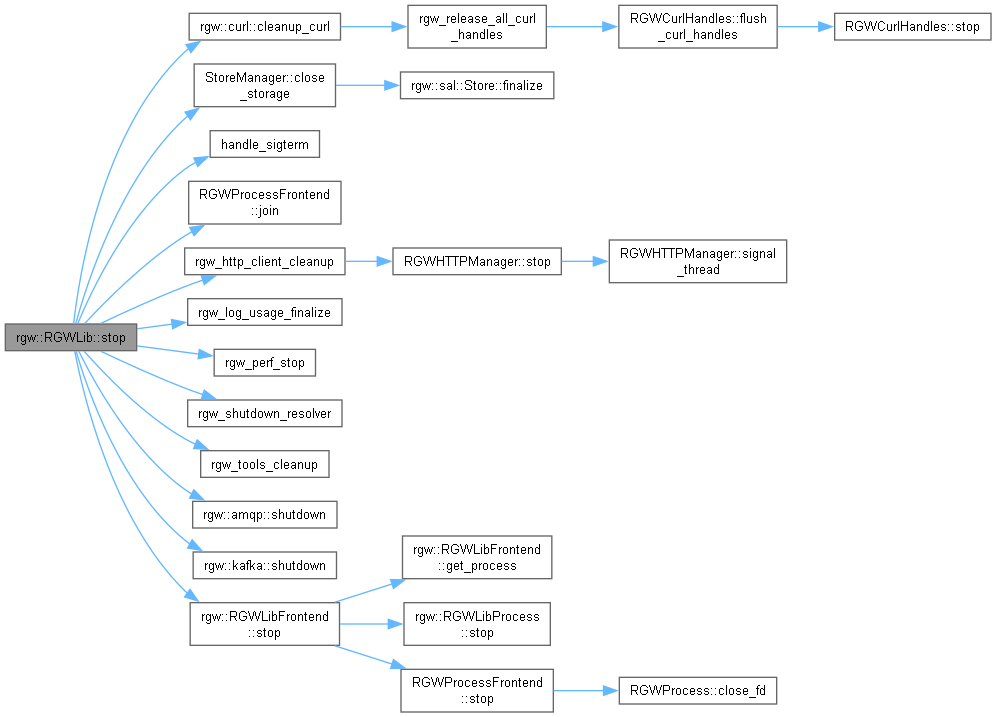 rgw::curl::cleanup_curl
rgw_release_all_curl
_handles
RGWCurlHandles::flush
_curl_handles
RGWCurlHandles::stop
StoreManager::close
_storage
rgw::sal::Store::finalize
handle_sigterm
RGWProcessFrontend
::join
rgw_http_client_cleanup
RGWHTTPManager::stop
RGWHTTPManager::signal
_thread
rgw_log_usage_finalize
rgw::RGWLib::stop
rgw_perf_stop
rgw_shutdown_resolver
rgw_tools_cleanup
rgw::amqp::shutdown
rgw::kafka::shutdown
rgw::RGWLibFrontend
::get_process
rgw::RGWLibFrontend
::stop
rgw::RGWLibProcess
::stop
RGWProcessFrontend
::stop
RGWProcess::close_fd